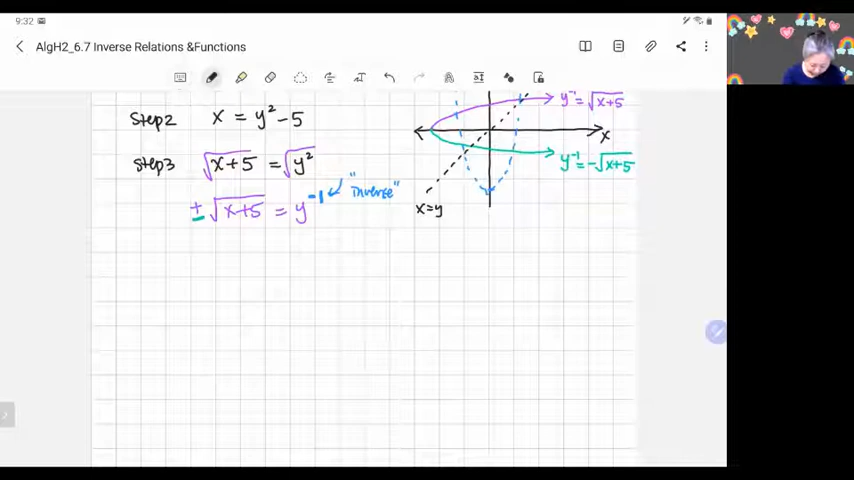 9:32
AlgH2_6.7 Inverse Relations &Functions
Step2 x = y² - 5
Step3 √x+5 = √y²
± √x+5 = y⁻¹ "inverse"
y⁻¹ = √x+5
x
y⁻¹ = -√x+5
x=y